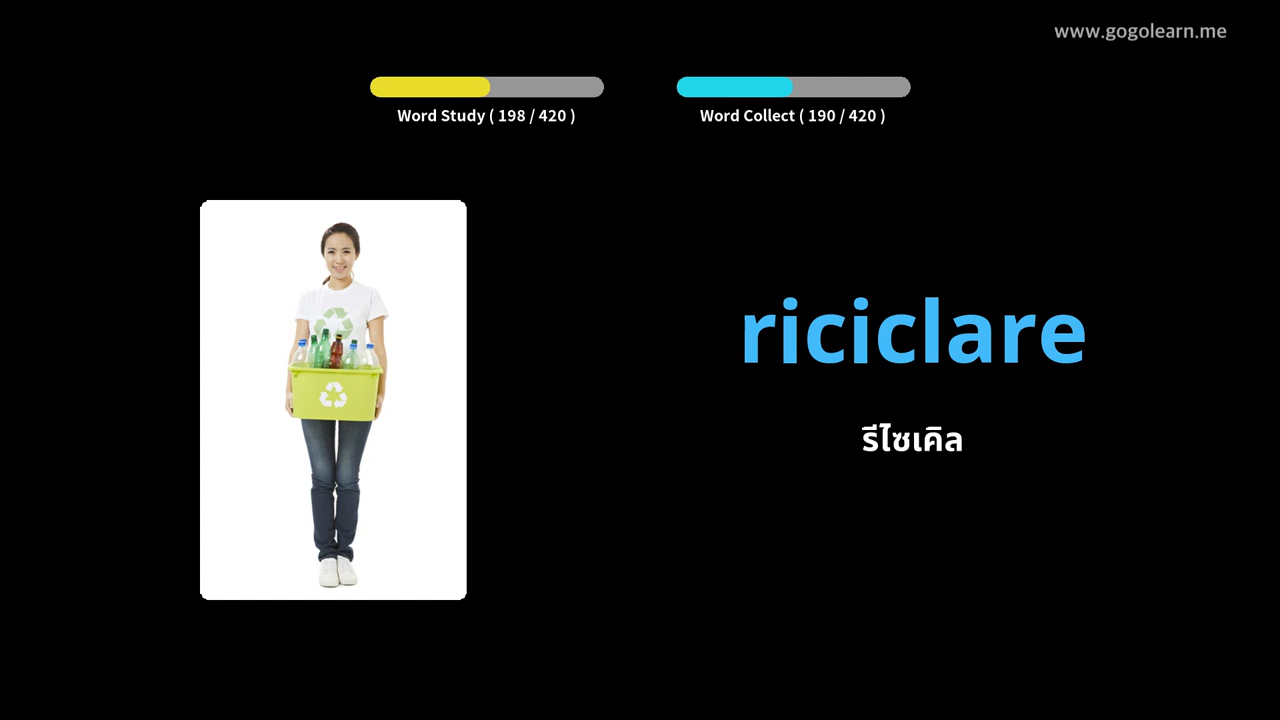 www.gogolearn.me
Word Study ( 198 / 420 )
Word Collect ( 190 / 420 )
riciclare
รีไซเคิล